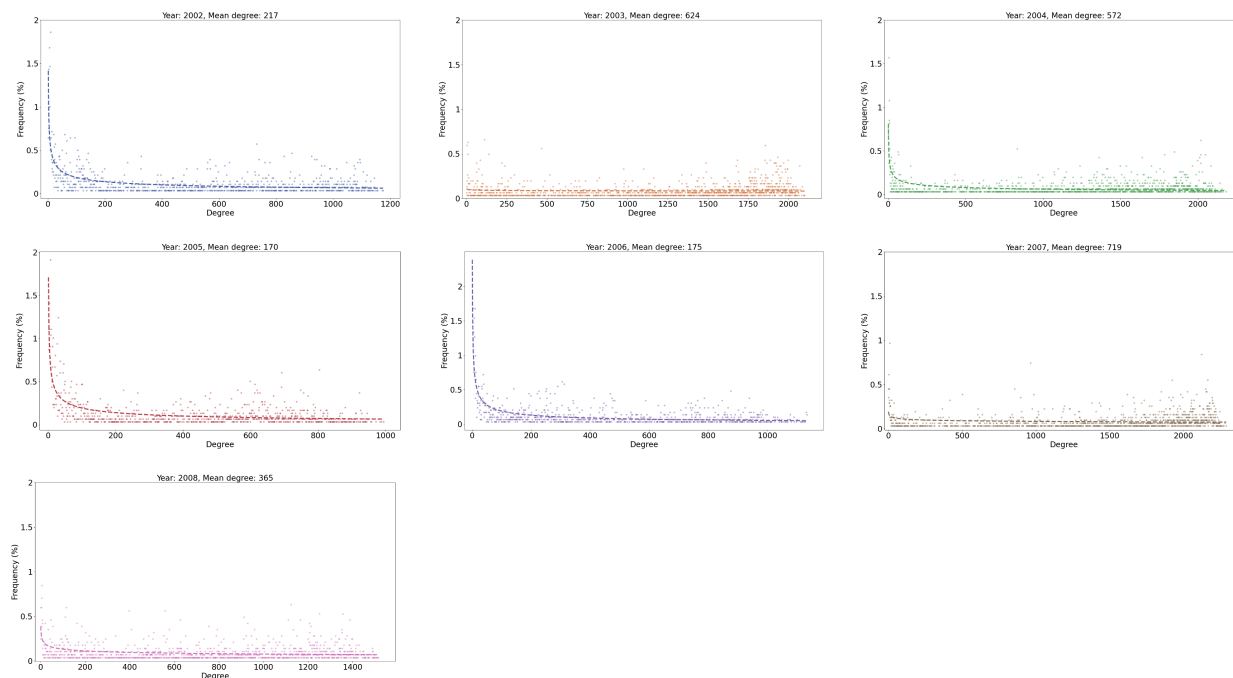 Year: 2002, Mean degree: 217
2
1.5
1
0.5
0
Frequency (%)
0 200 400 600 800 1000 1200
Degree
Year: 2003, Mean degree: 624
2
1.5
1
0.5
0
Frequency (%)
0 250 500 750 1000 1250 1500 1750 2000
Degree
Year: 2004, Mean degree: 572
2
1.5
1
0.5
0
Frequency (%)
0 500 1000 1500 2000
Degree
Year: 2005, Mean degree: 170
2
1.5
1
0.5
0
Frequency (%)
0 200 400 600 800 1000
Degree
Year: 2006, Mean degree: 175
2
1.5
1
0.5
0
Frequency (%)
0 200 400 600 800 1000
Degree
Year: 2007, Mean degree: 719
2
1.5
1
0.5
0
Frequency (%)
0 500 1000 1500 2000
Degree
Year: 2008, Mean degree: 365
2
1.5
1
0.5
0
Frequency (%)
0 200 400 600 800 1000 1200 1400
Degree